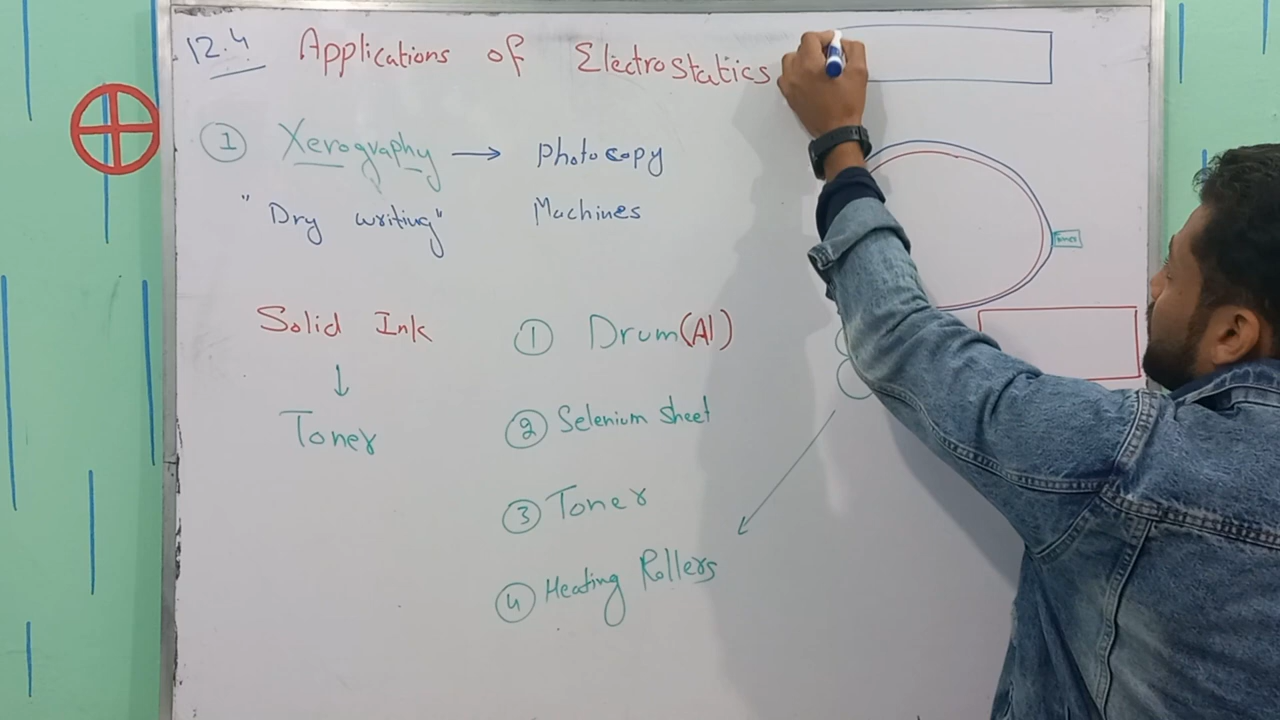 12.4 Applications of Electrostatics
① Xerography → Photocopy
"Dry writing" Machines
Toner
Solid Ink ① Drum(Al)
↓
Toner ② Selenium sheet
③ Toner
④ Heating Rollers